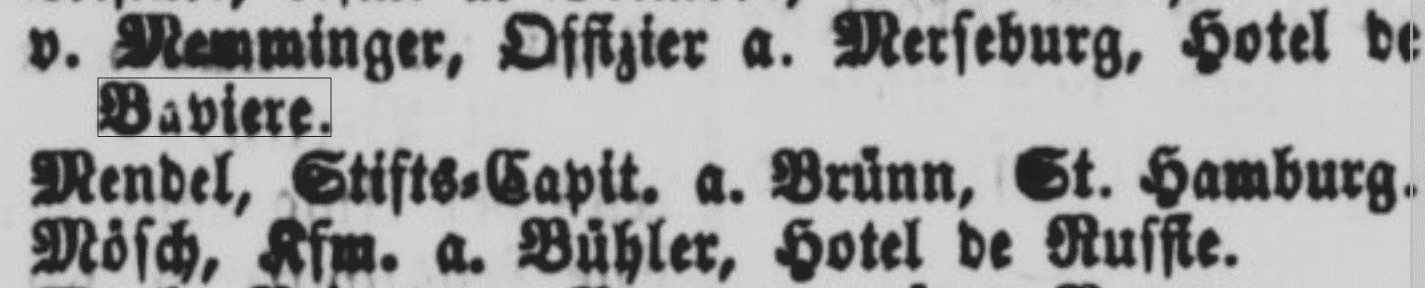 v. Memminger, Offizier a. Merseburg, Hotel de
Baviere.
Mendel, Stifts-Capit. a. Brünn, St. Hamburg.
Mösch, Kfm. a. Bühler, Hotel de Russie.